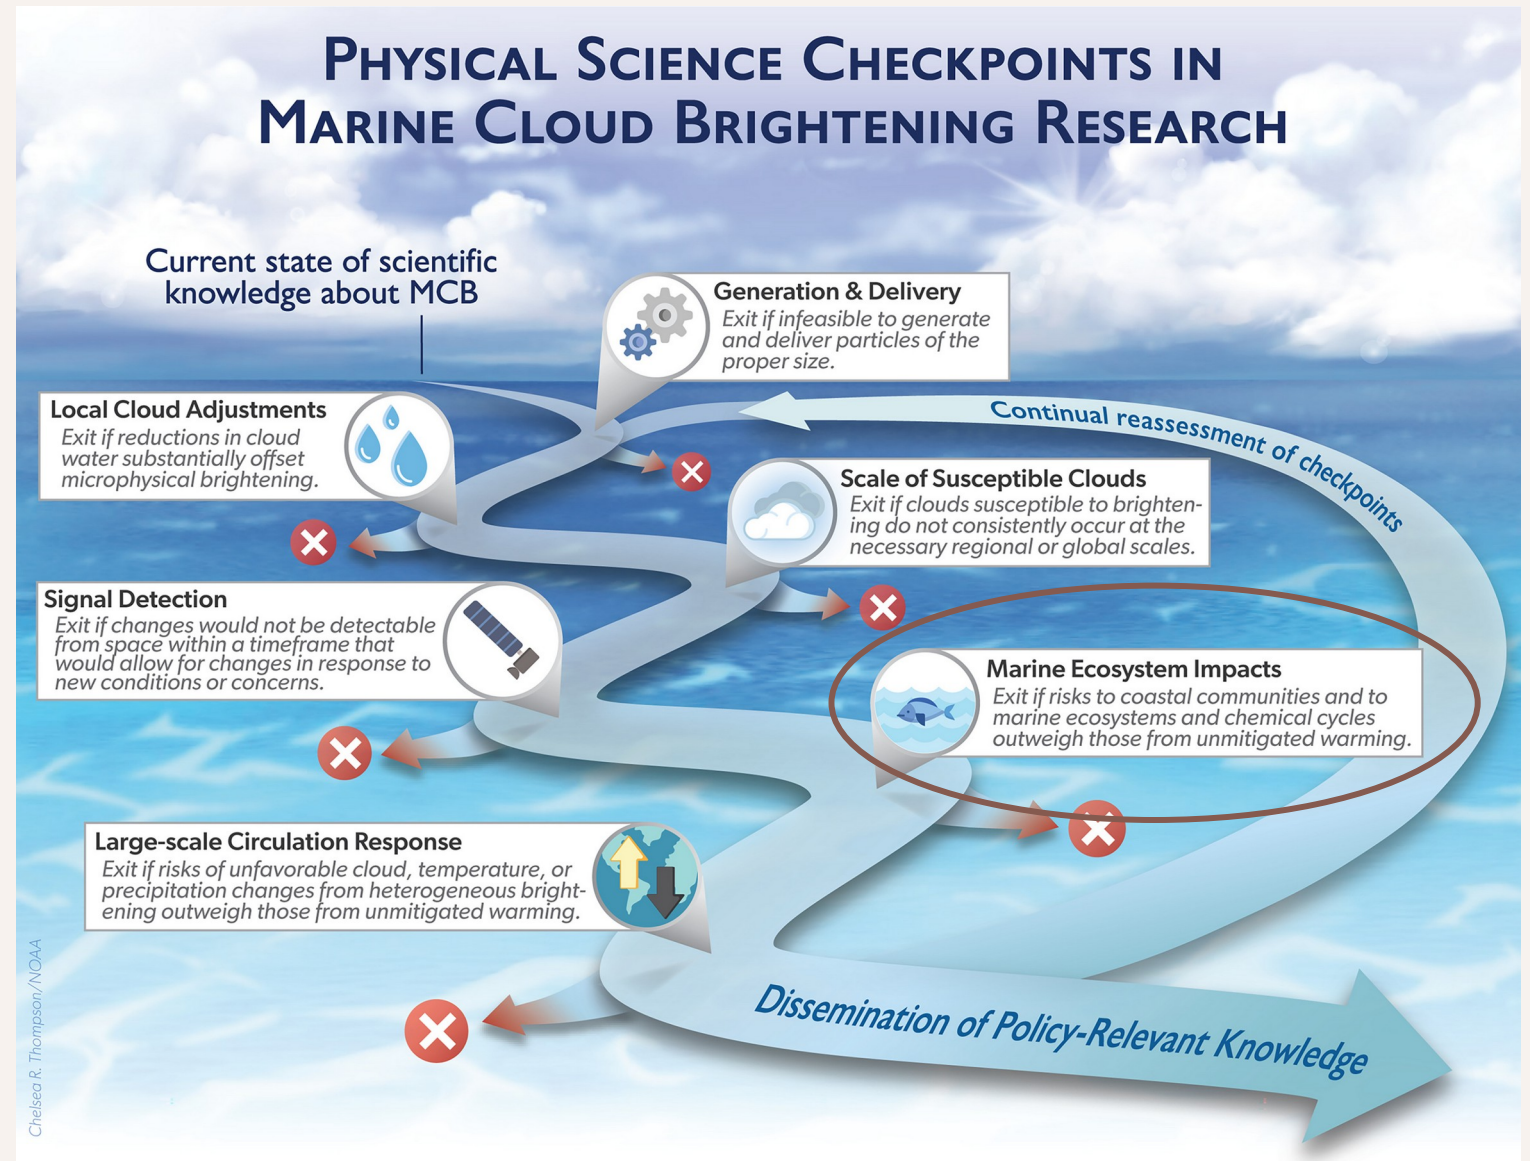 PHYSICAL SCIENCE CHECKPOINTS IN
MARINE CLOUD BRIGHTENING RESEARCH
Current state of scientific
knowledge about MCB
Generation & Delivery
Exit if infeasible to generate
and deliver particles of the
proper size.
Continual reassessment of checkpoints
Local Cloud Adjustments
Exit if reductions in cloud
water substantially offset
microphysical brightening.
Scale of Susceptible Clouds
Exit if clouds susceptible to brighten-
ing do not consistently occur at the
necessary regional or global scales.
Signal Detection
Exit if changes would not be detectable
from space within a timeframe that
would allow for changes in response to
new conditions or concerns.
Marine Ecosystem Impacts
Exit if risks to coastal communities and to
marine ecosystems and chemical cycles
outweigh those from unmitigated warming.
Large-scale Circulation Response
Exit if risks of unfavorable cloud, temperature, or
precipitation changes from heterogeneous bright-
ening outweigh those from unmitigated warming.
Dissemination of Policy-Relevant Knowledge
Chelsea R. Thompson/NOAA